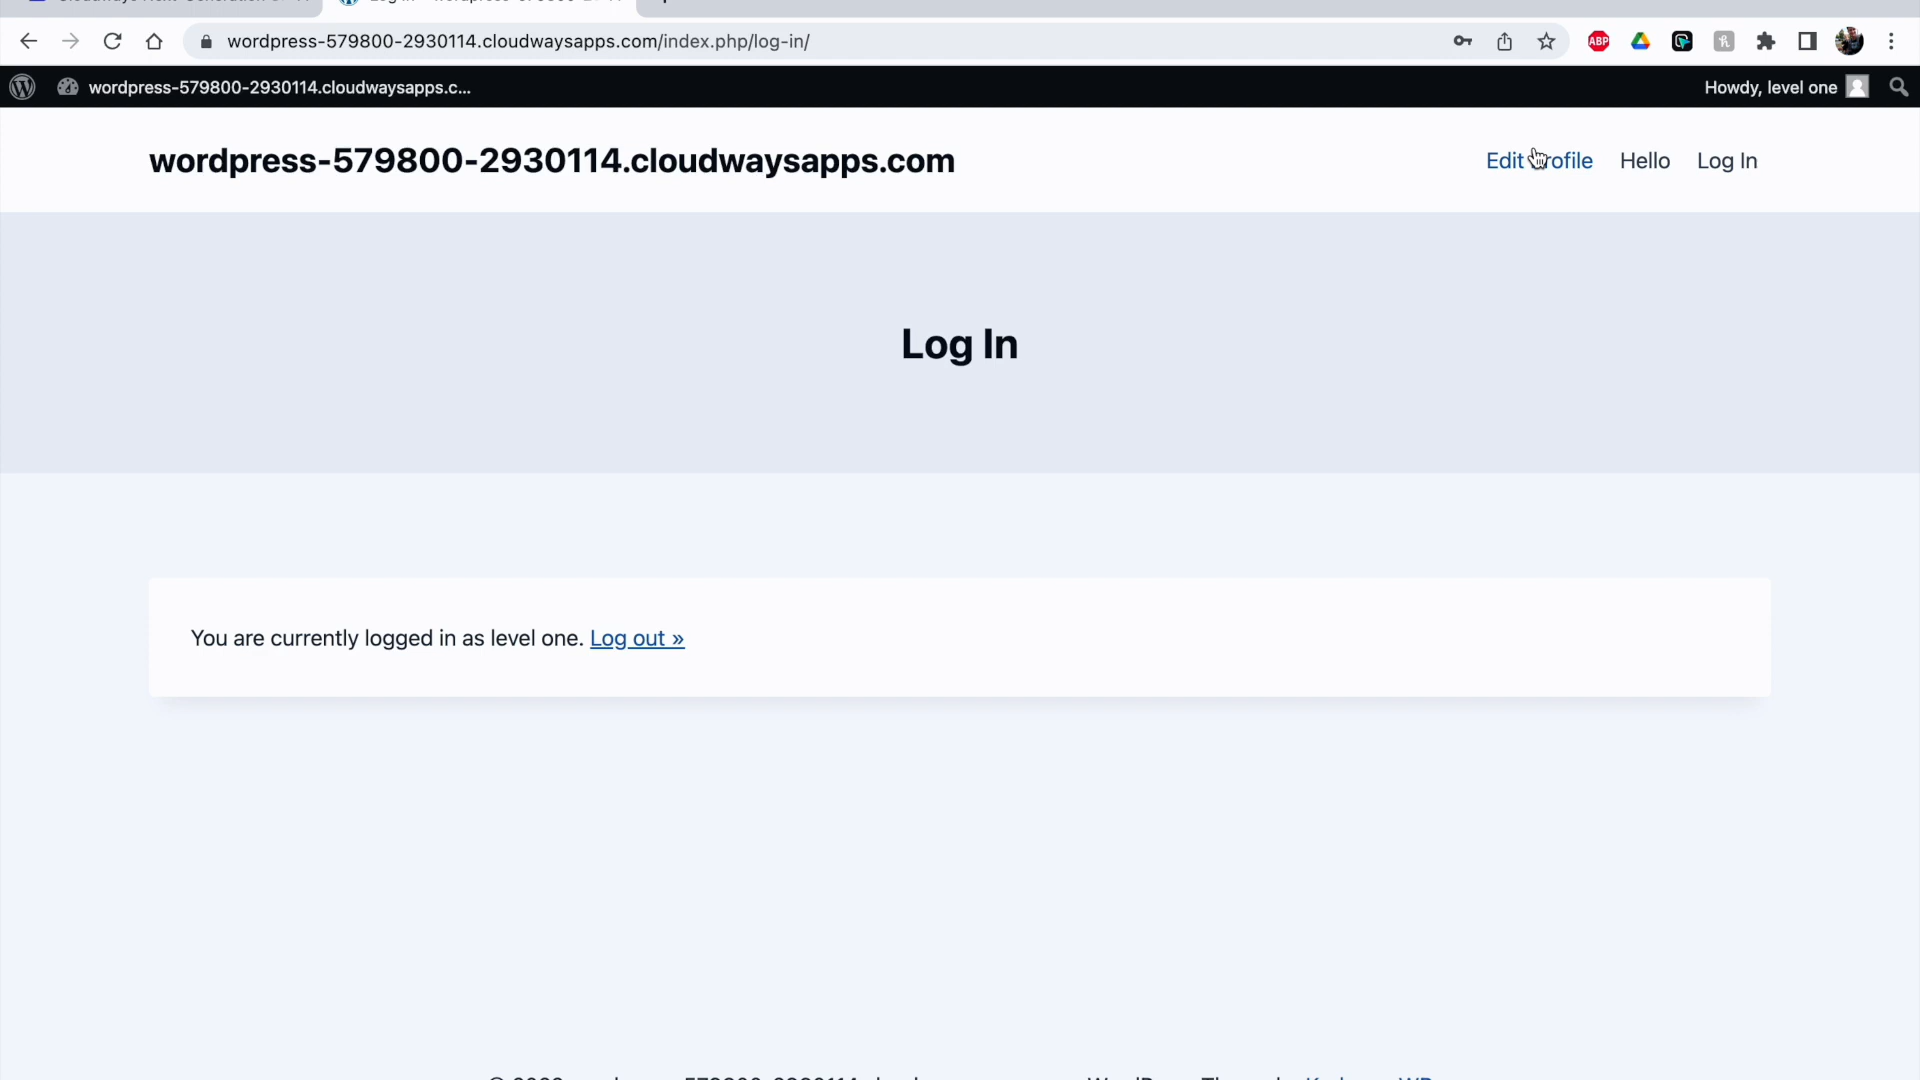 wordpress-579800-2930114.cloudwaysapps.com/index.php/log-in/
ABP
wordpress-579800-2930114.cloudwaysapps.c...
Howdy, level one
wordpress-579800-2930114.cloudwaysapps.com
Edit Profile Hello Log In
Log In
You are currently logged in as level one. Log out »